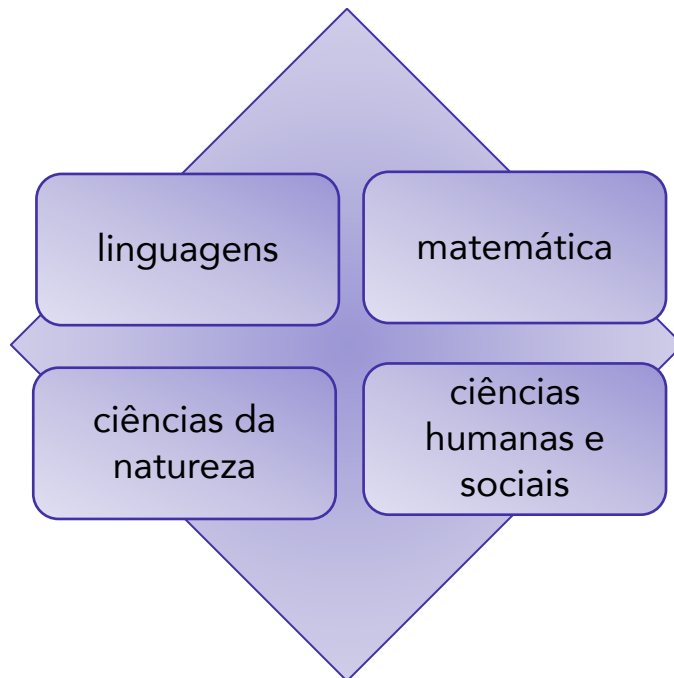 linguagens
matemática
ciências da
natureza
ciências
humanas e
sociais